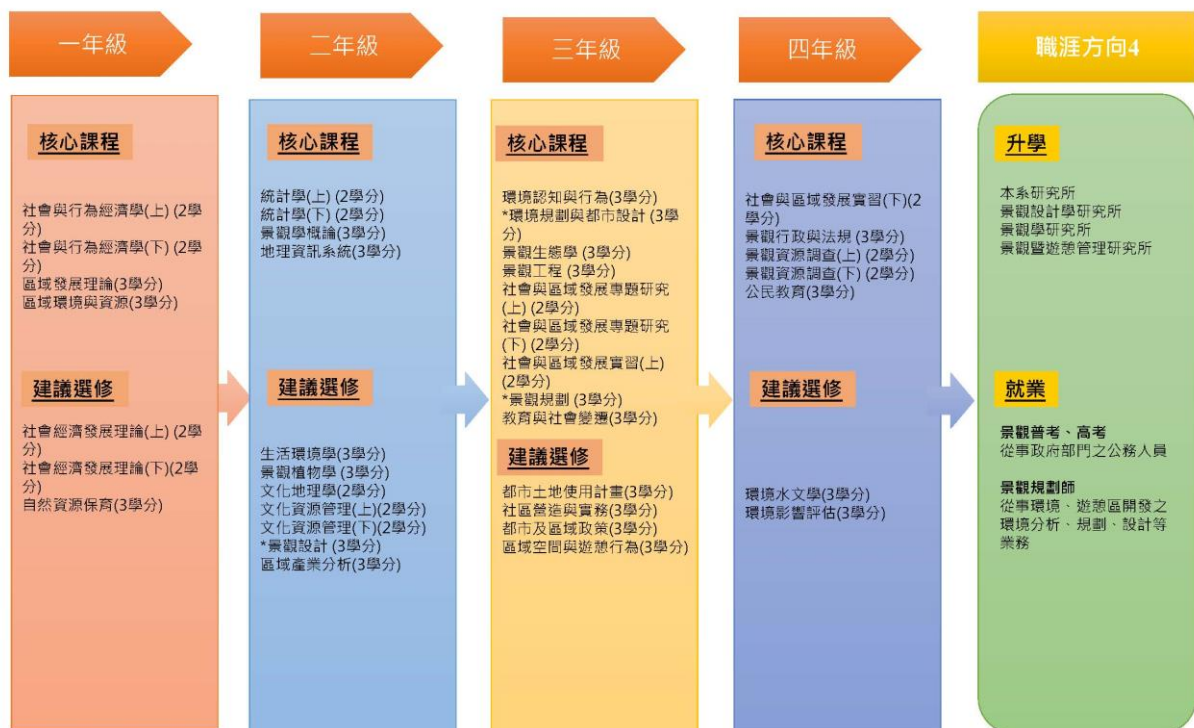 一年級
二年級
三年級
四年級
職涯方向4
核心課程
社會與行為經濟學(上) (2學
分)
社會與行為經濟學(下) (2學
分)
區域發展理論(3學分)
區域環境與資源(3學分)
建議選修
社會經濟發展理論(上) (2學
分)
社會經濟發展理論(下)(2學
分)
自然資源保育(3學分)
核心課程
統計學(上) (2學分)
統計學(下) (2學分)
景觀學概論(3學分)
地理資訊系統(3學分)
建議選修
生活環境學(3學分)
景觀植物學 (3學分)
文化地理學(2學分)
文化資源管理(上)(2學分)
文化資源管理(下)(2學分)
*景觀設計 (3學分)
區域產業分析(3學分)
核心課程
環境認知與行為(3學分)
*環境規劃與都市設計 (3學
分)
景觀生態學 (3學分)
景觀工程 (3學分)
社會與區域發展專題研究
(上) (2學分)
社會與區域發展專題研究
(下) (2學分)
社會與區域發展實習(上)
(2學分)
*景觀規劃 (3學分)
教育與社會變遷(3學分)
建議選修
都市土地使用計畫(3學分)
社區營造與實務(3學分)
都市及區域政策(3學分)
區域空間與遊憩行為(3學分)
核心課程
社會與區域發展實習(下)(2
學分)
景觀行政與法規 (3學分)
景觀資源調查(上) (2學分)
景觀資源調查(下) (2學分)
公民教育(3學分)
建議選修
環境水文學(3學分)
環境影響評估(3學分)
升學
本系研究所
景觀設計學研究所
景觀學研究所
景觀暨遊憩管理研究所
就業
景觀普考、高考
從事政府部門之公務人員
景觀規劃師
從事環境、遊憩區開發之
環境分析、規劃、設計等
業務